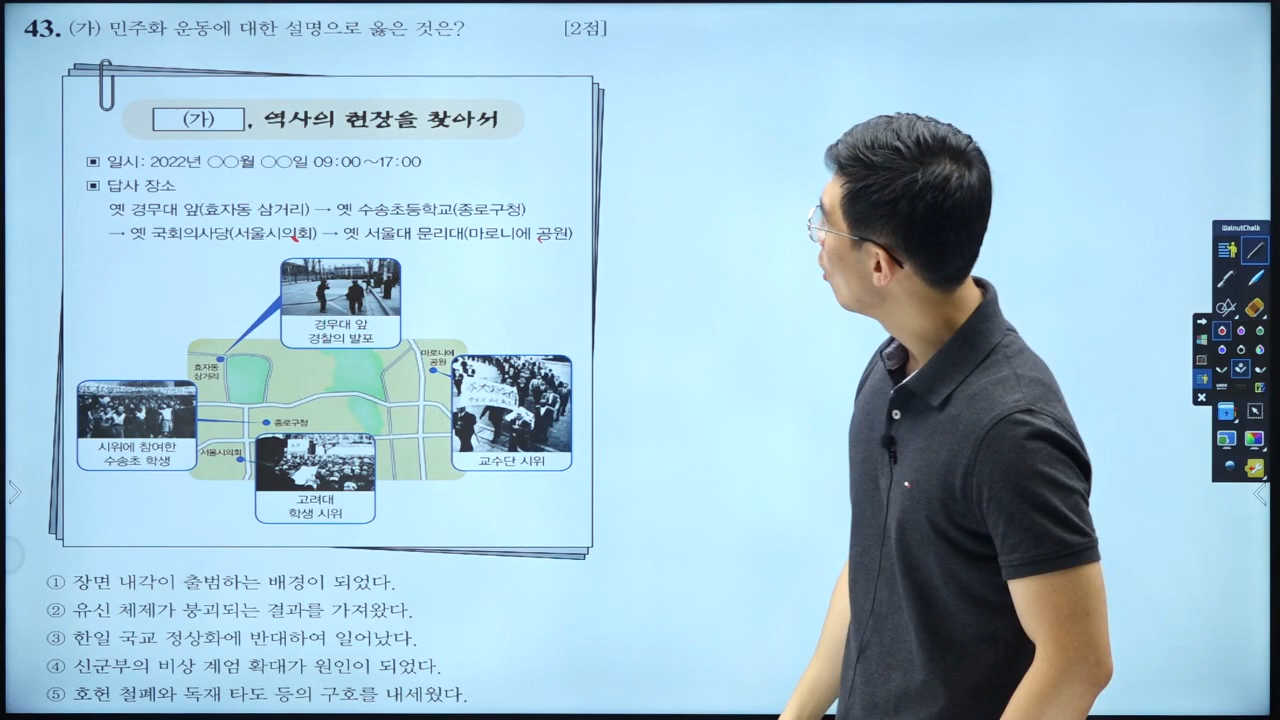 43. (가) 민주화 운동에 대한 설명으로 옳은 것은? [2점]
(가) , 역사의 현장을 찾아서
▣ 일시: 2022년 ○○월 ○○일 09:00~17:00
▣ 답사 장소
옛 경무대 앞(효자동 삼거리) → 옛 수송초등학교(종로구청)
→ 옛 국회의사당(서울시의회) → 옛 서울대 문리대(마로니에 공원)
경무대 앞
경찰의 발포
효자동
삼거리
마로니에
공원
종로구청
서울시의회
시위에 참여한
수송초 학생
교수단 시위
고려대
학생 시위
① 장면 내각이 출범하는 배경이 되었다.
② 유신 체제가 붕괴되는 결과를 가져왔다.
③ 한일 국교 정상화에 반대하여 일어났다.
④ 신군부의 비상 계엄 확대가 원인이 되었다.
⑤ 호헌 철폐와 독재 타도 등의 구호를 내세웠다.
WalnutChalk